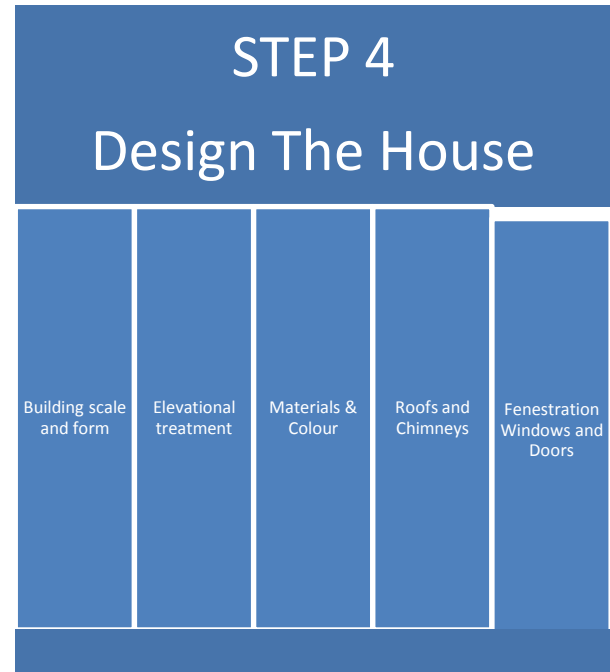 STEP 4
Design The House
Building scale
and form
Elevational
treatment
Materials &
Colour
Roofs and
Chimneys
Fenestration
Windows and
Doors